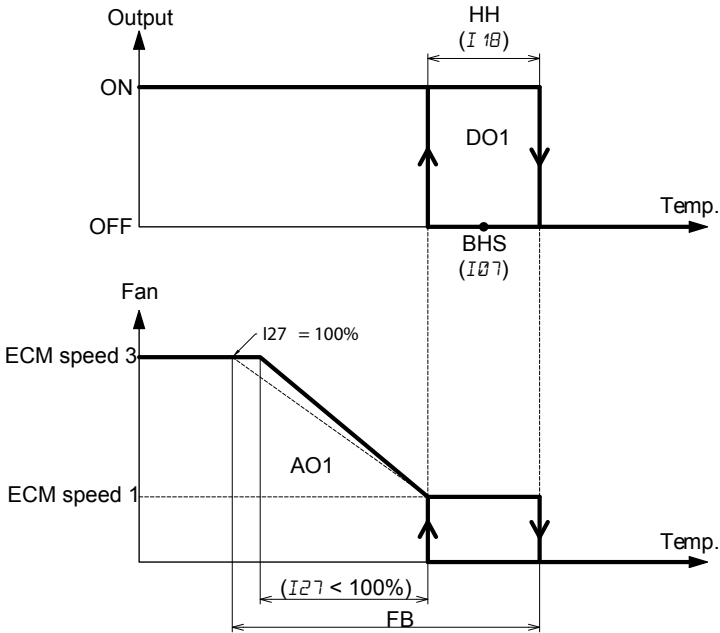 Output
HH
(I18)
ON
DO1
Temp.
OFF
BHS
(I07)
Fan
I27 = 100%
ECM speed 3
AO1
ECM speed 1
Temp.
(I27 < 100%)
FB